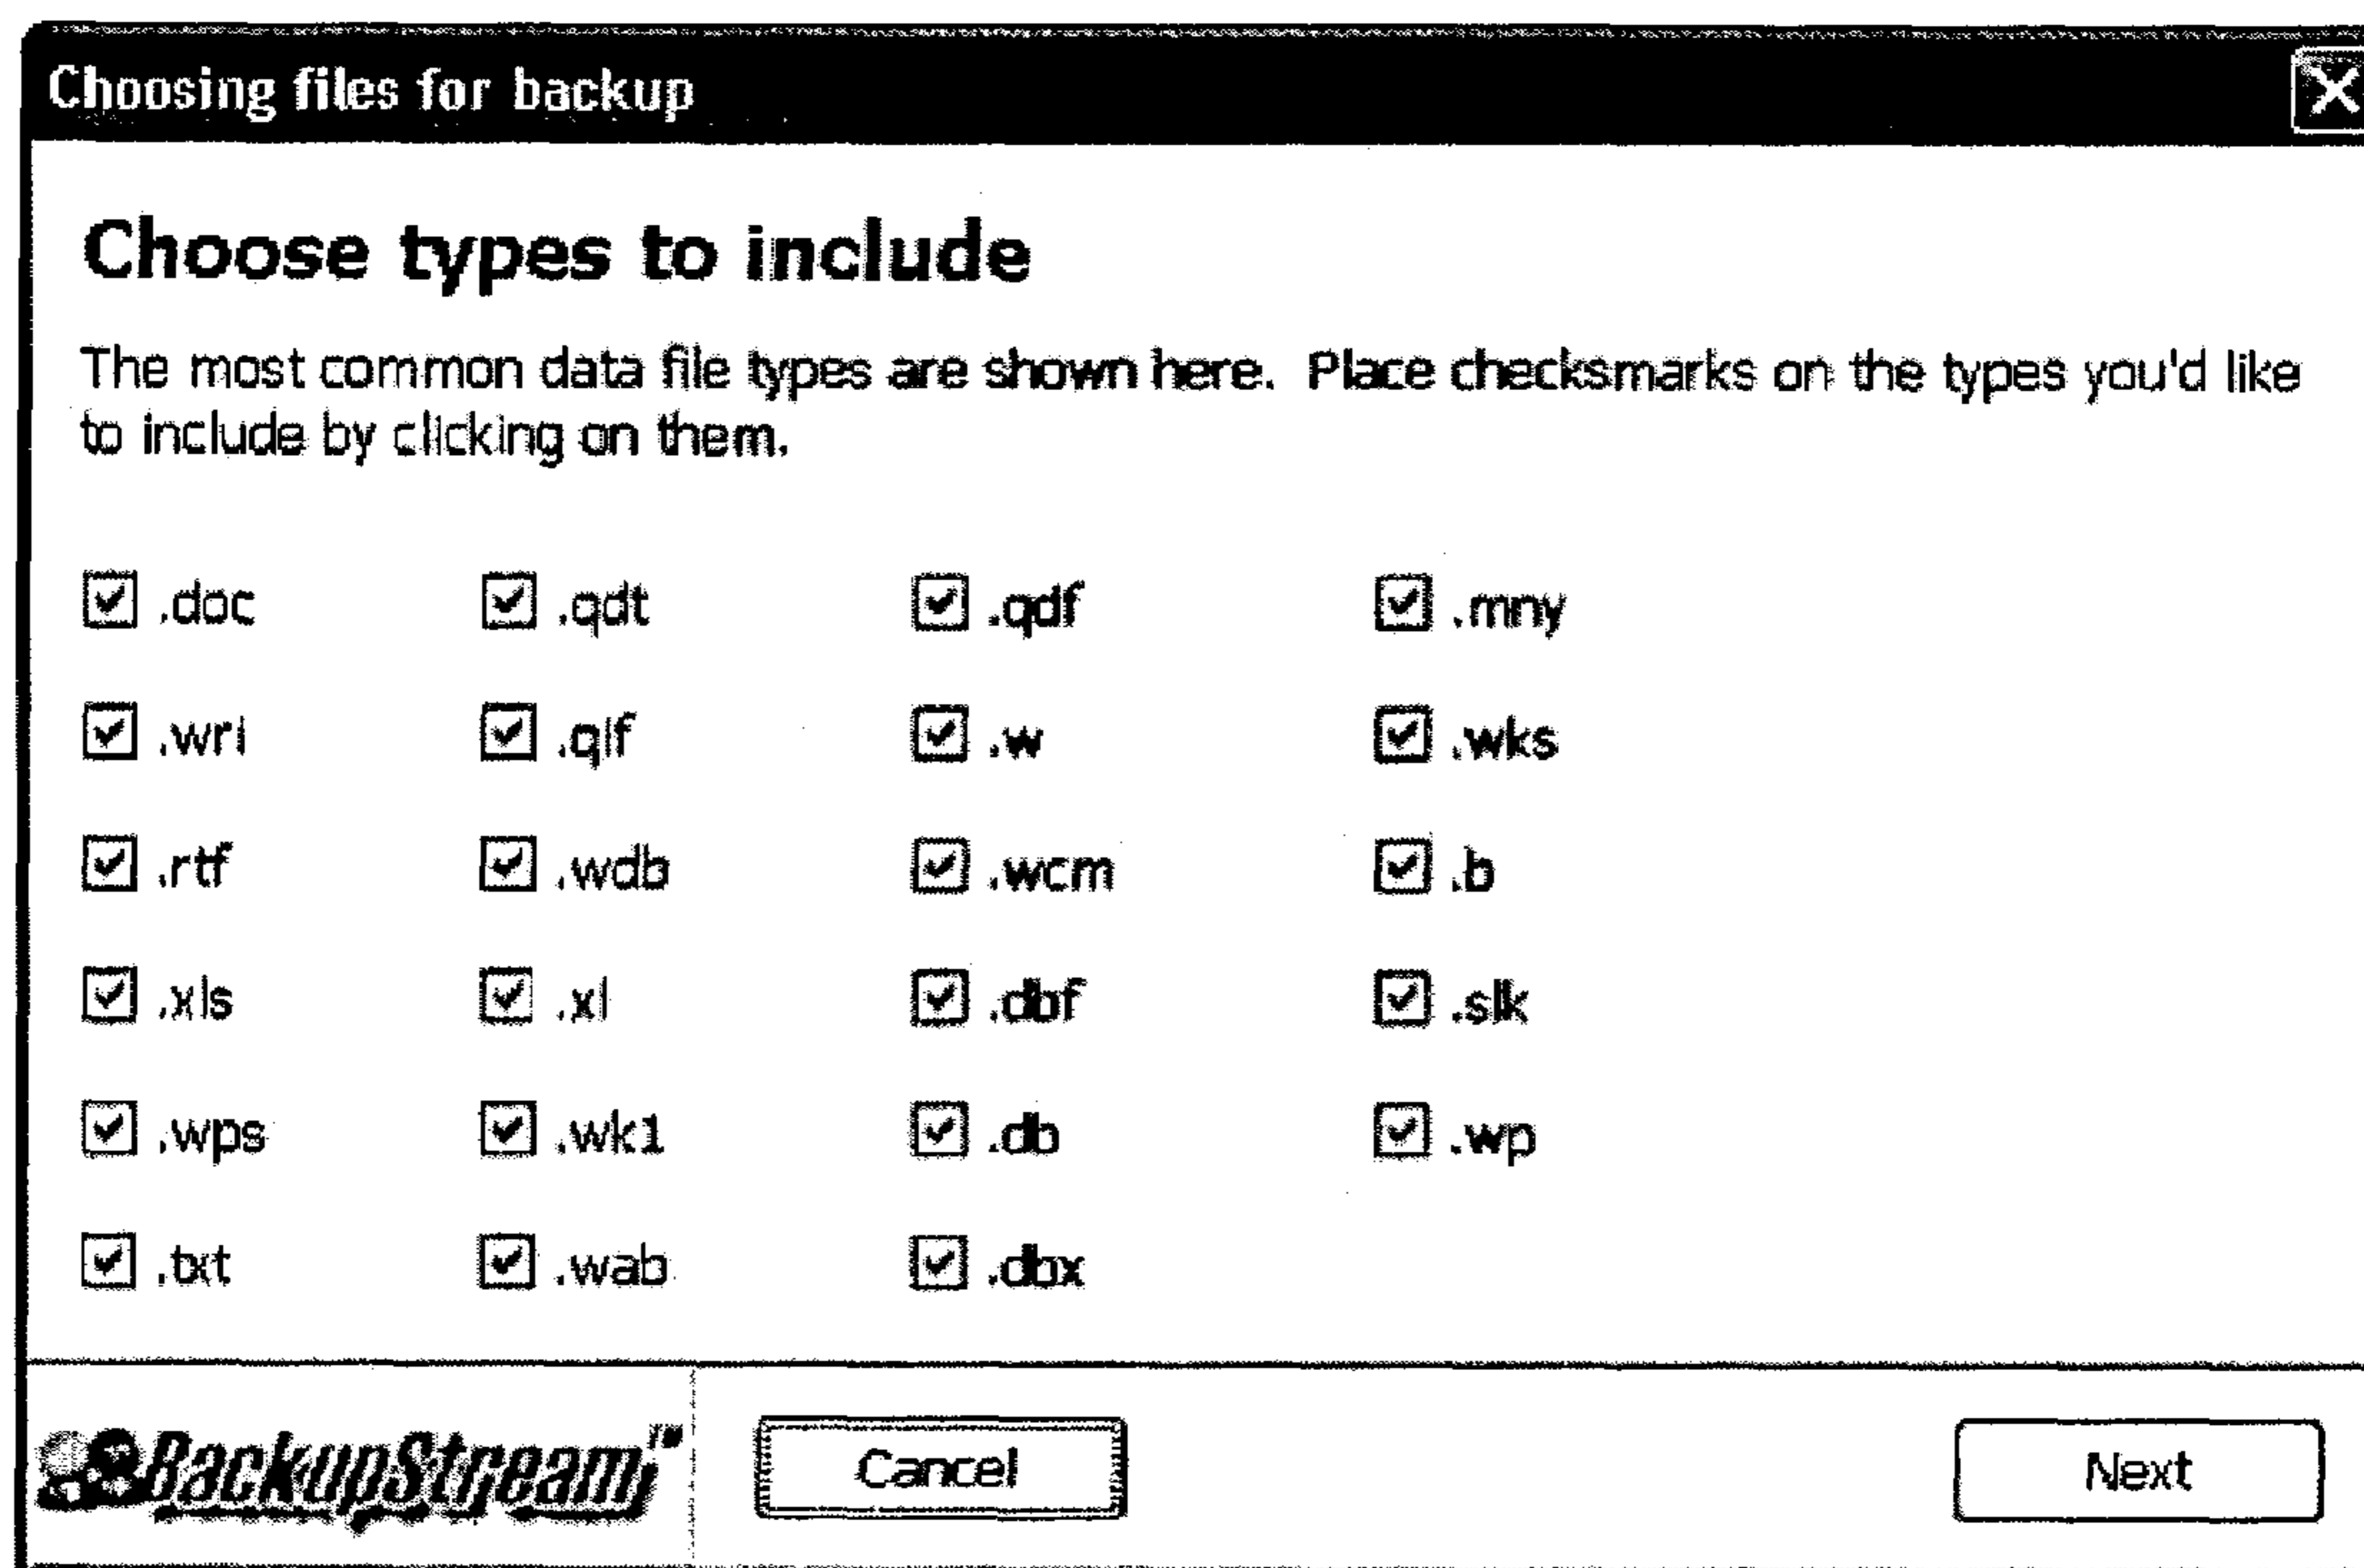 Choosing files for backup
Choose types to include
The most common data file types are shown here. Place checksmarks on the types you'd like
to include by clicking on them.
.doc .qdt .qdf .mny
.wri .qif .w .wks
.rtf .wdb .wcm .b
.xls .xl .dbf .slk
.wps .wk1 .db .wp
.txt .wab .dbx
BackupStream™ Cancel Next